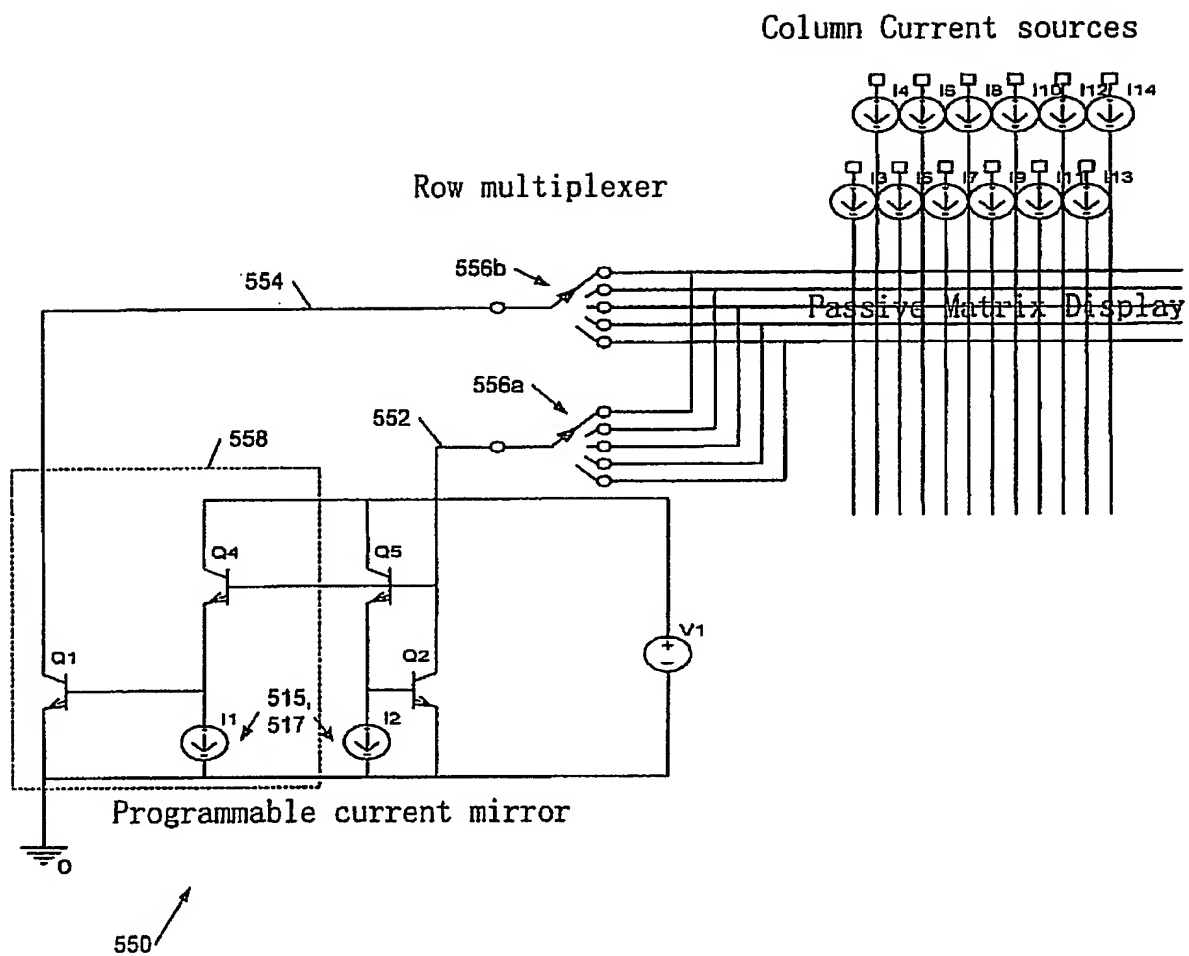 Column Current sources
I4 I5 I8 I10 I12 I14
I3 I6 I7 I9 I11 I13
Row multiplexer
554
556b
Passive Matrix Display
556a
552
558
Q4
Q5
Q1
Q2
V1
+
−
515,
517
I1
I2
Programmable current mirror
0
550